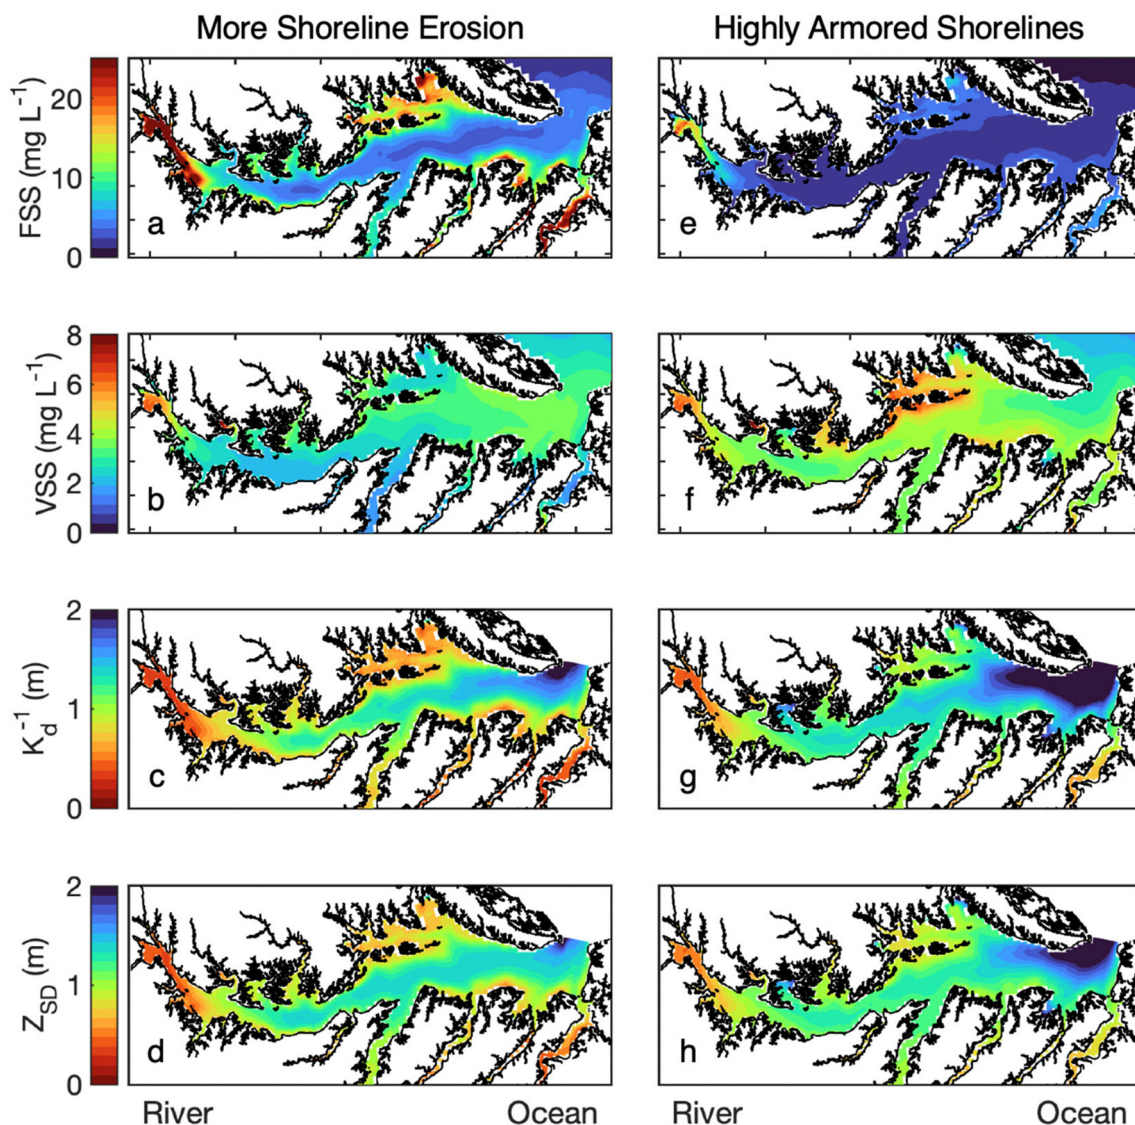 More Shoreline Erosion Highly Armored Shorelines
FSS (mg L⁻¹)
20
10
0
a
e
VSS (mg L⁻¹)
8
6
4
2
0
b
f
K_d⁻¹ (m)
2
1
0
c
g
Z_SD (m)
2
1
0
d
h
River Ocean River Ocean